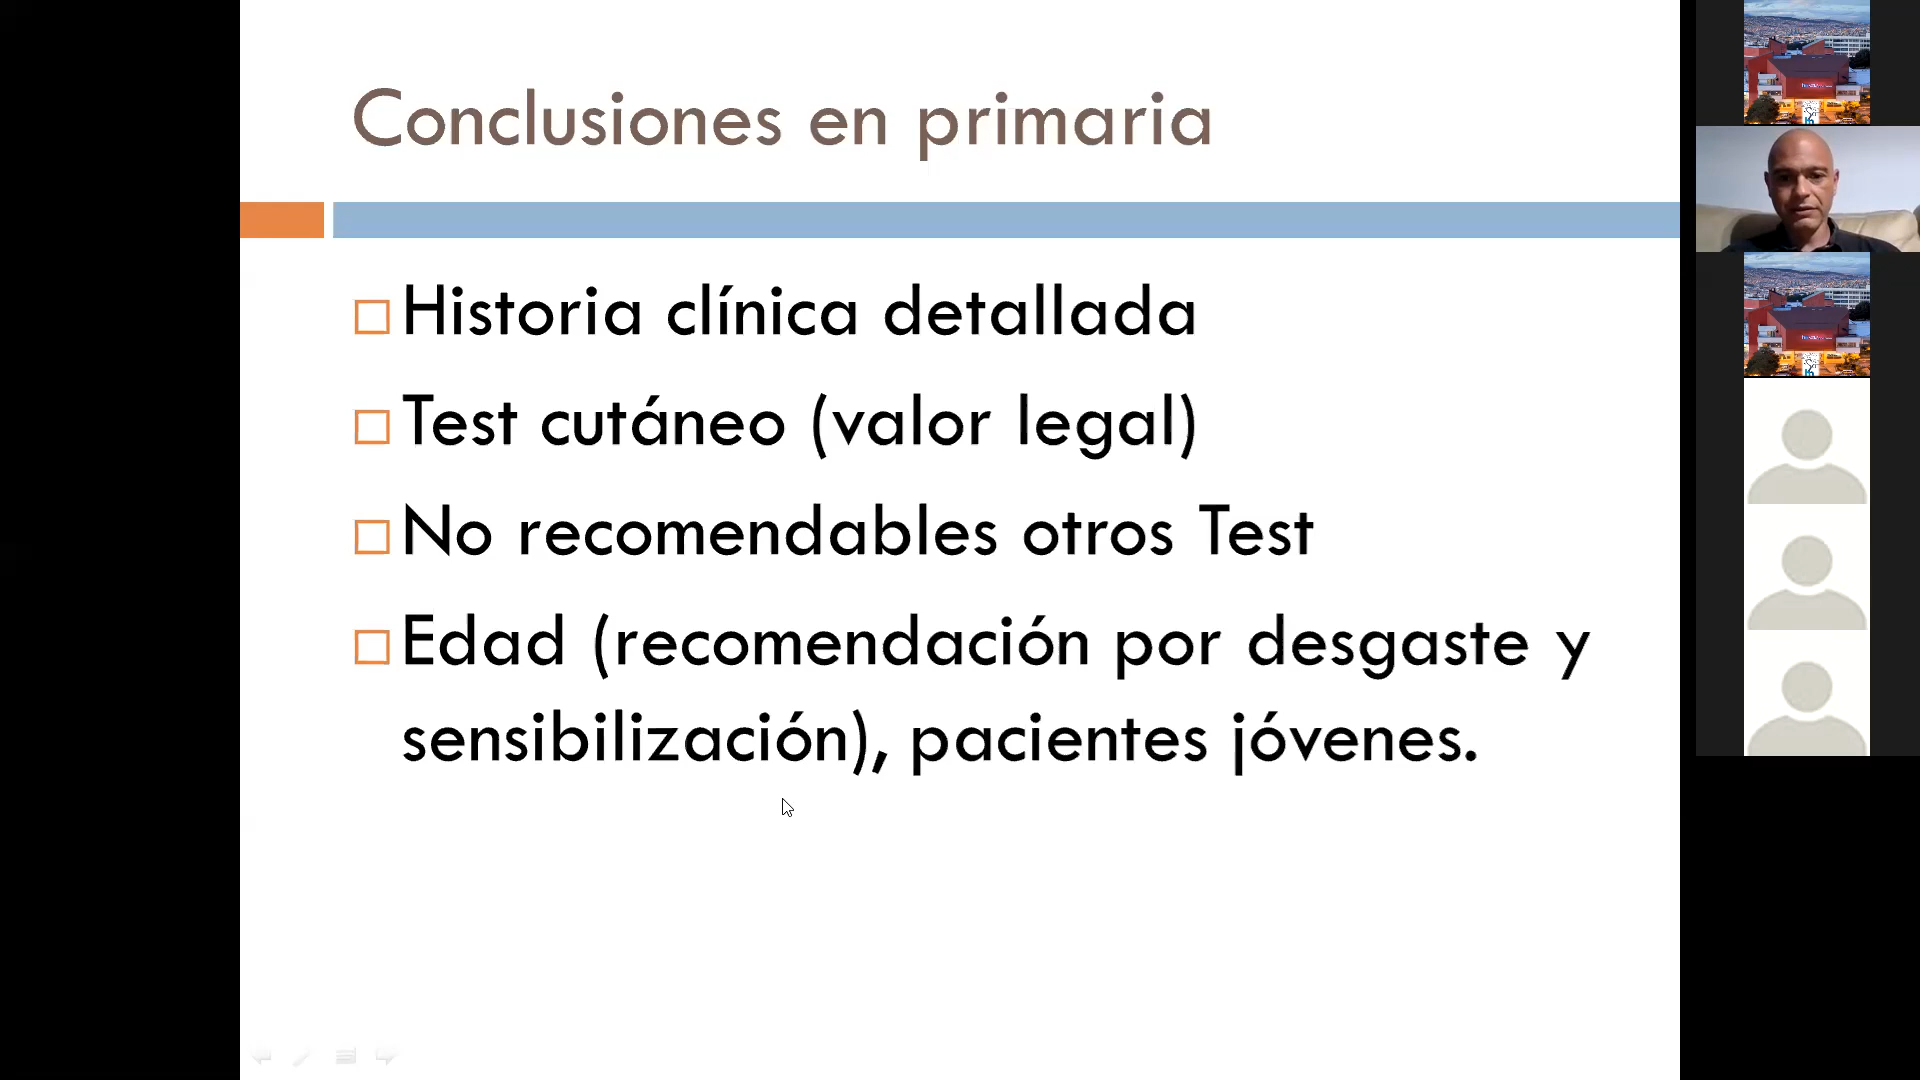 Conclusiones en primaria
Historia clínica detallada
Test cutáneo (valor legal)
No recomendables otros Test
Edad (recomendación por desgaste y
sensibilización), pacientes jóvenes.